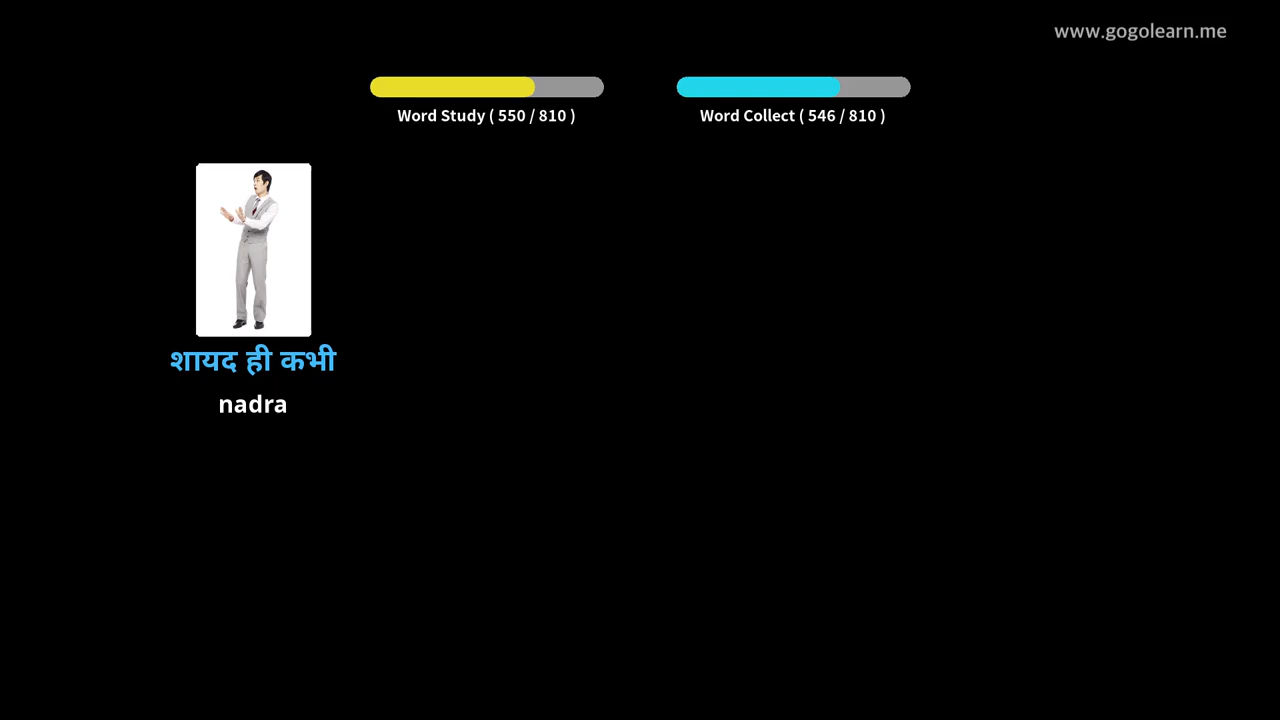 www.gogolearn.me
Word Study ( 550 / 810 )
Word Collect ( 546 / 810 )
शायद ही कभी
nadra